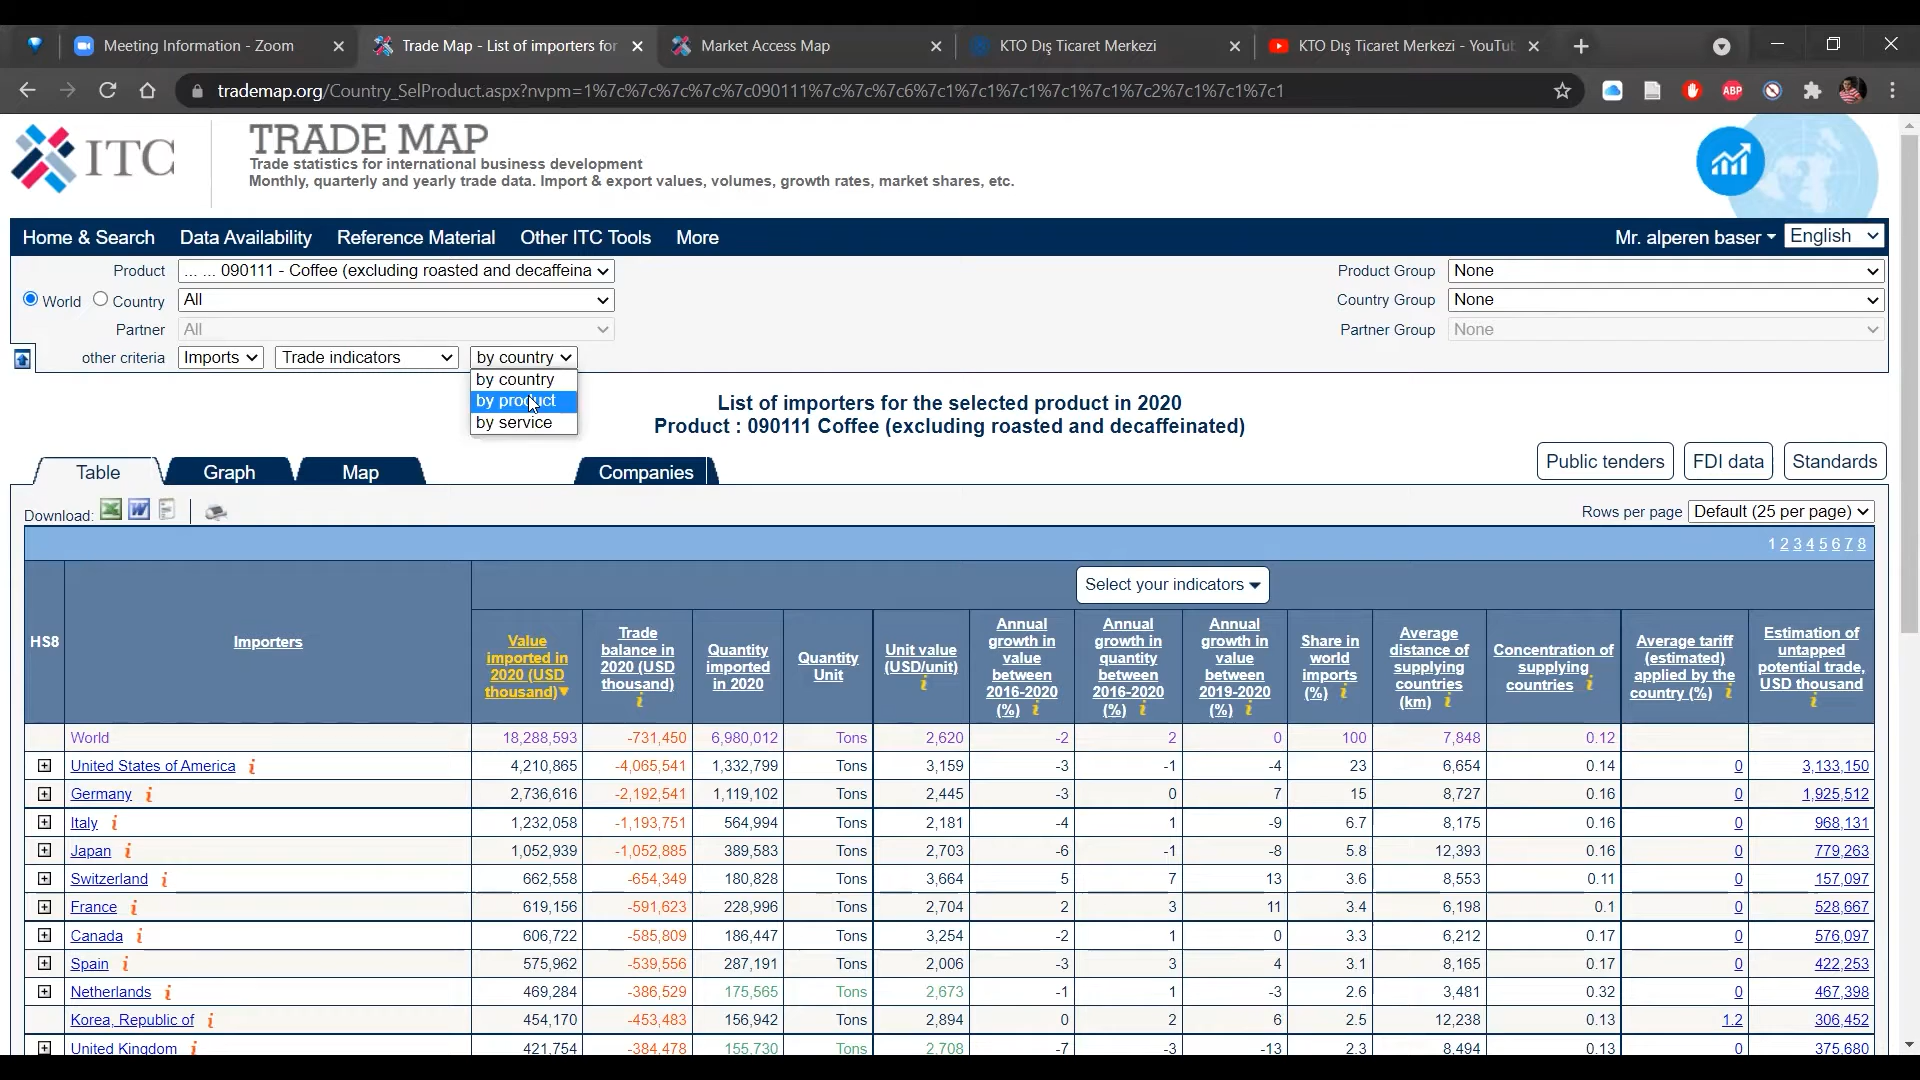 Meeting Information - Zoom
Trade Map - List of importers for
Market Access Map
KTO Dış Ticaret Merkezi
KTO Dış Ticaret Merkezi - YouTu
trademap.org/Country_SelProduct.aspx?nvpm=1%7c%7c%7c%7c%7c090111%7c%7c%7c6%7c1%7c1%7c1%7c1%7c1%7c2%7c1%7c1%7c1%7c1
ABP
ITC
TRADE MAP
Trade statistics for international business development
Monthly, quarterly and yearly trade data. Import & export values, volumes, growth rates, market shares, etc.
Home & Search Data Availability Reference Material Other ITC Tools More Mr. alperen baser English
Product ... ... 090111 - Coffee (excluding roasted and decaffeina Product Group None
World Country All Country Group None
Partner All Partner Group None
other criteria Imports Trade indicators by country
by country
by product
by service
List of importers for the selected product in 2020
Product : 090111 Coffee (excluding roasted and decaffeinated)
Table Graph Map Companies Public tenders FDI data Standards
Download: Rows per page Default (25 per page)
1 2 3 4 5 6 7 8
Select your indicators
HS8
Importers
Value imported in 2020 (USD thousand)
Trade balance in 2020 (USD thousand) i
Quantity imported in 2020
Quantity Unit
Unit value (USD/unit) i
Annual growth in value between 2016-2020 (%) i
Annual growth in quantity between 2016-2020 (%) i
Annual growth in value between 2019-2020 (%) i
Share in world imports (%) i
Average distance of supplying countries (km) i
Concentration of supplying countries i
Average tariff (estimated) applied by the country (%) i
Estimation of untapped potential trade, USD thousand i
World 18,288,593 -731,450 6,980,012 Tons 2,620 -2 2 0 100 7,848 0.12
United States of America i 4,210,865 -4,065,541 1,332,799 Tons 3,159 -3 -1 -4 23 6,654 0.14 0 3,133,150
Germany i 2,736,616 -2,192,541 1,119,102 Tons 2,445 -3 0 7 15 8,727 0.16 0 1,925,512
Italy i 1,232,058 -1,193,751 564,994 Tons 2,181 -4 1 -9 6.7 8,175 0.16 0 968,131
Japan i 1,052,939 -1,052,885 389,583 Tons 2,703 -6 -1 -8 5.8 12,393 0.16 0 779,263
Switzerland i 662,558 -654,349 180,828 Tons 3,664 5 7 13 3.6 8,553 0.11 0 157,097
France i 619,156 -591,623 228,996 Tons 2,704 2 3 11 3.4 6,198 0.1 0 528,667
Canada i 606,722 -585,809 186,447 Tons 3,254 -2 1 0 3.3 6,212 0.17 0 576,097
Spain i 575,962 -539,556 287,191 Tons 2,006 -3 3 4 3.1 8,165 0.17 0 422,253
Netherlands i 469,284 -386,529 175,565 Tons 2,673 -1 1 -3 2.6 3,481 0.32 0 467,398
Korea, Republic of i 454,170 -453,483 156,942 Tons 2,894 0 2 6 2.5 12,238 0.13 1.2 306,452
United Kingdom i 421,754 -384,478 155,730 Tons 2,708 -7 -3 -13 2.3 8,494 0.13 0 375,680